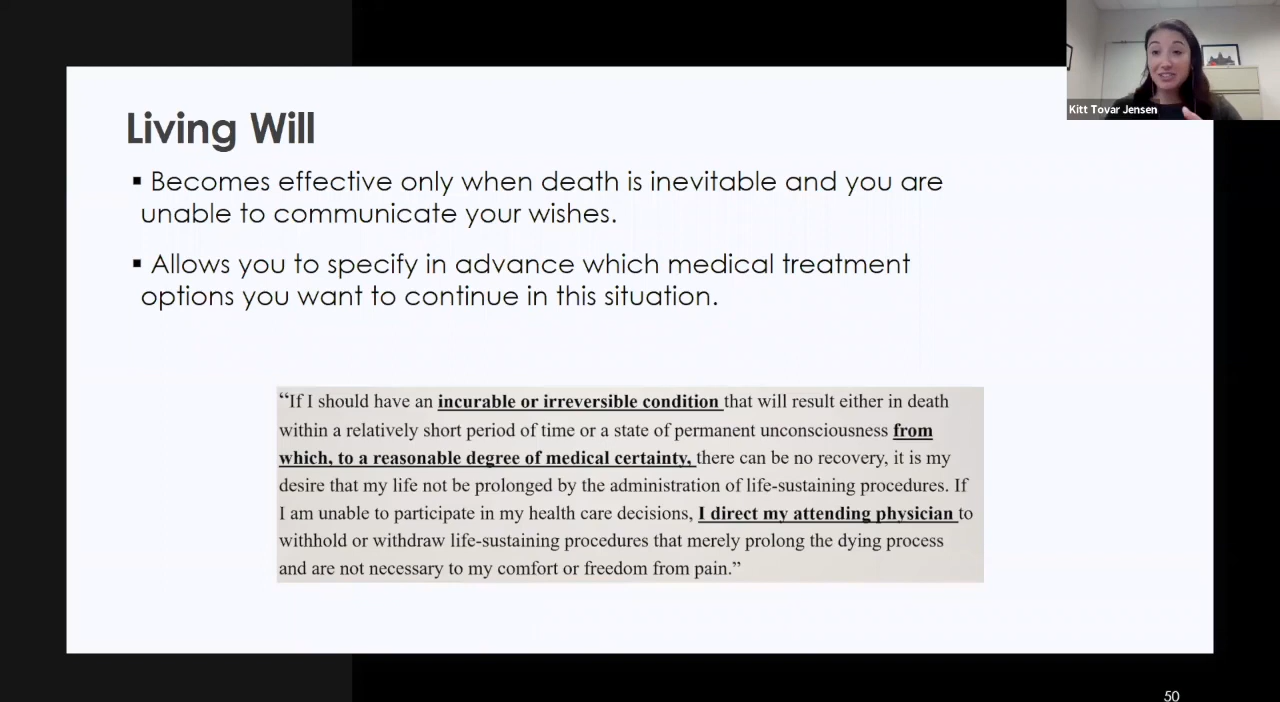 Kitt Tovar Jensen
Living Will
▪ Becomes effective only when death is inevitable and you are
unable to communicate your wishes.
▪ Allows you to specify in advance which medical treatment
options you want to continue in this situation.
“If I should have an incurable or irreversible condition that will result either in death
within a relatively short period of time or a state of permanent unconsciousness from
which, to a reasonable degree of medical certainty, there can be no recovery, it is my
desire that my life not be prolonged by the administration of life-sustaining procedures. If
I am unable to participate in my health care decisions, I direct my attending physician to
withhold or withdraw life-sustaining procedures that merely prolong the dying process
and are not necessary to my comfort or freedom from pain.”
50